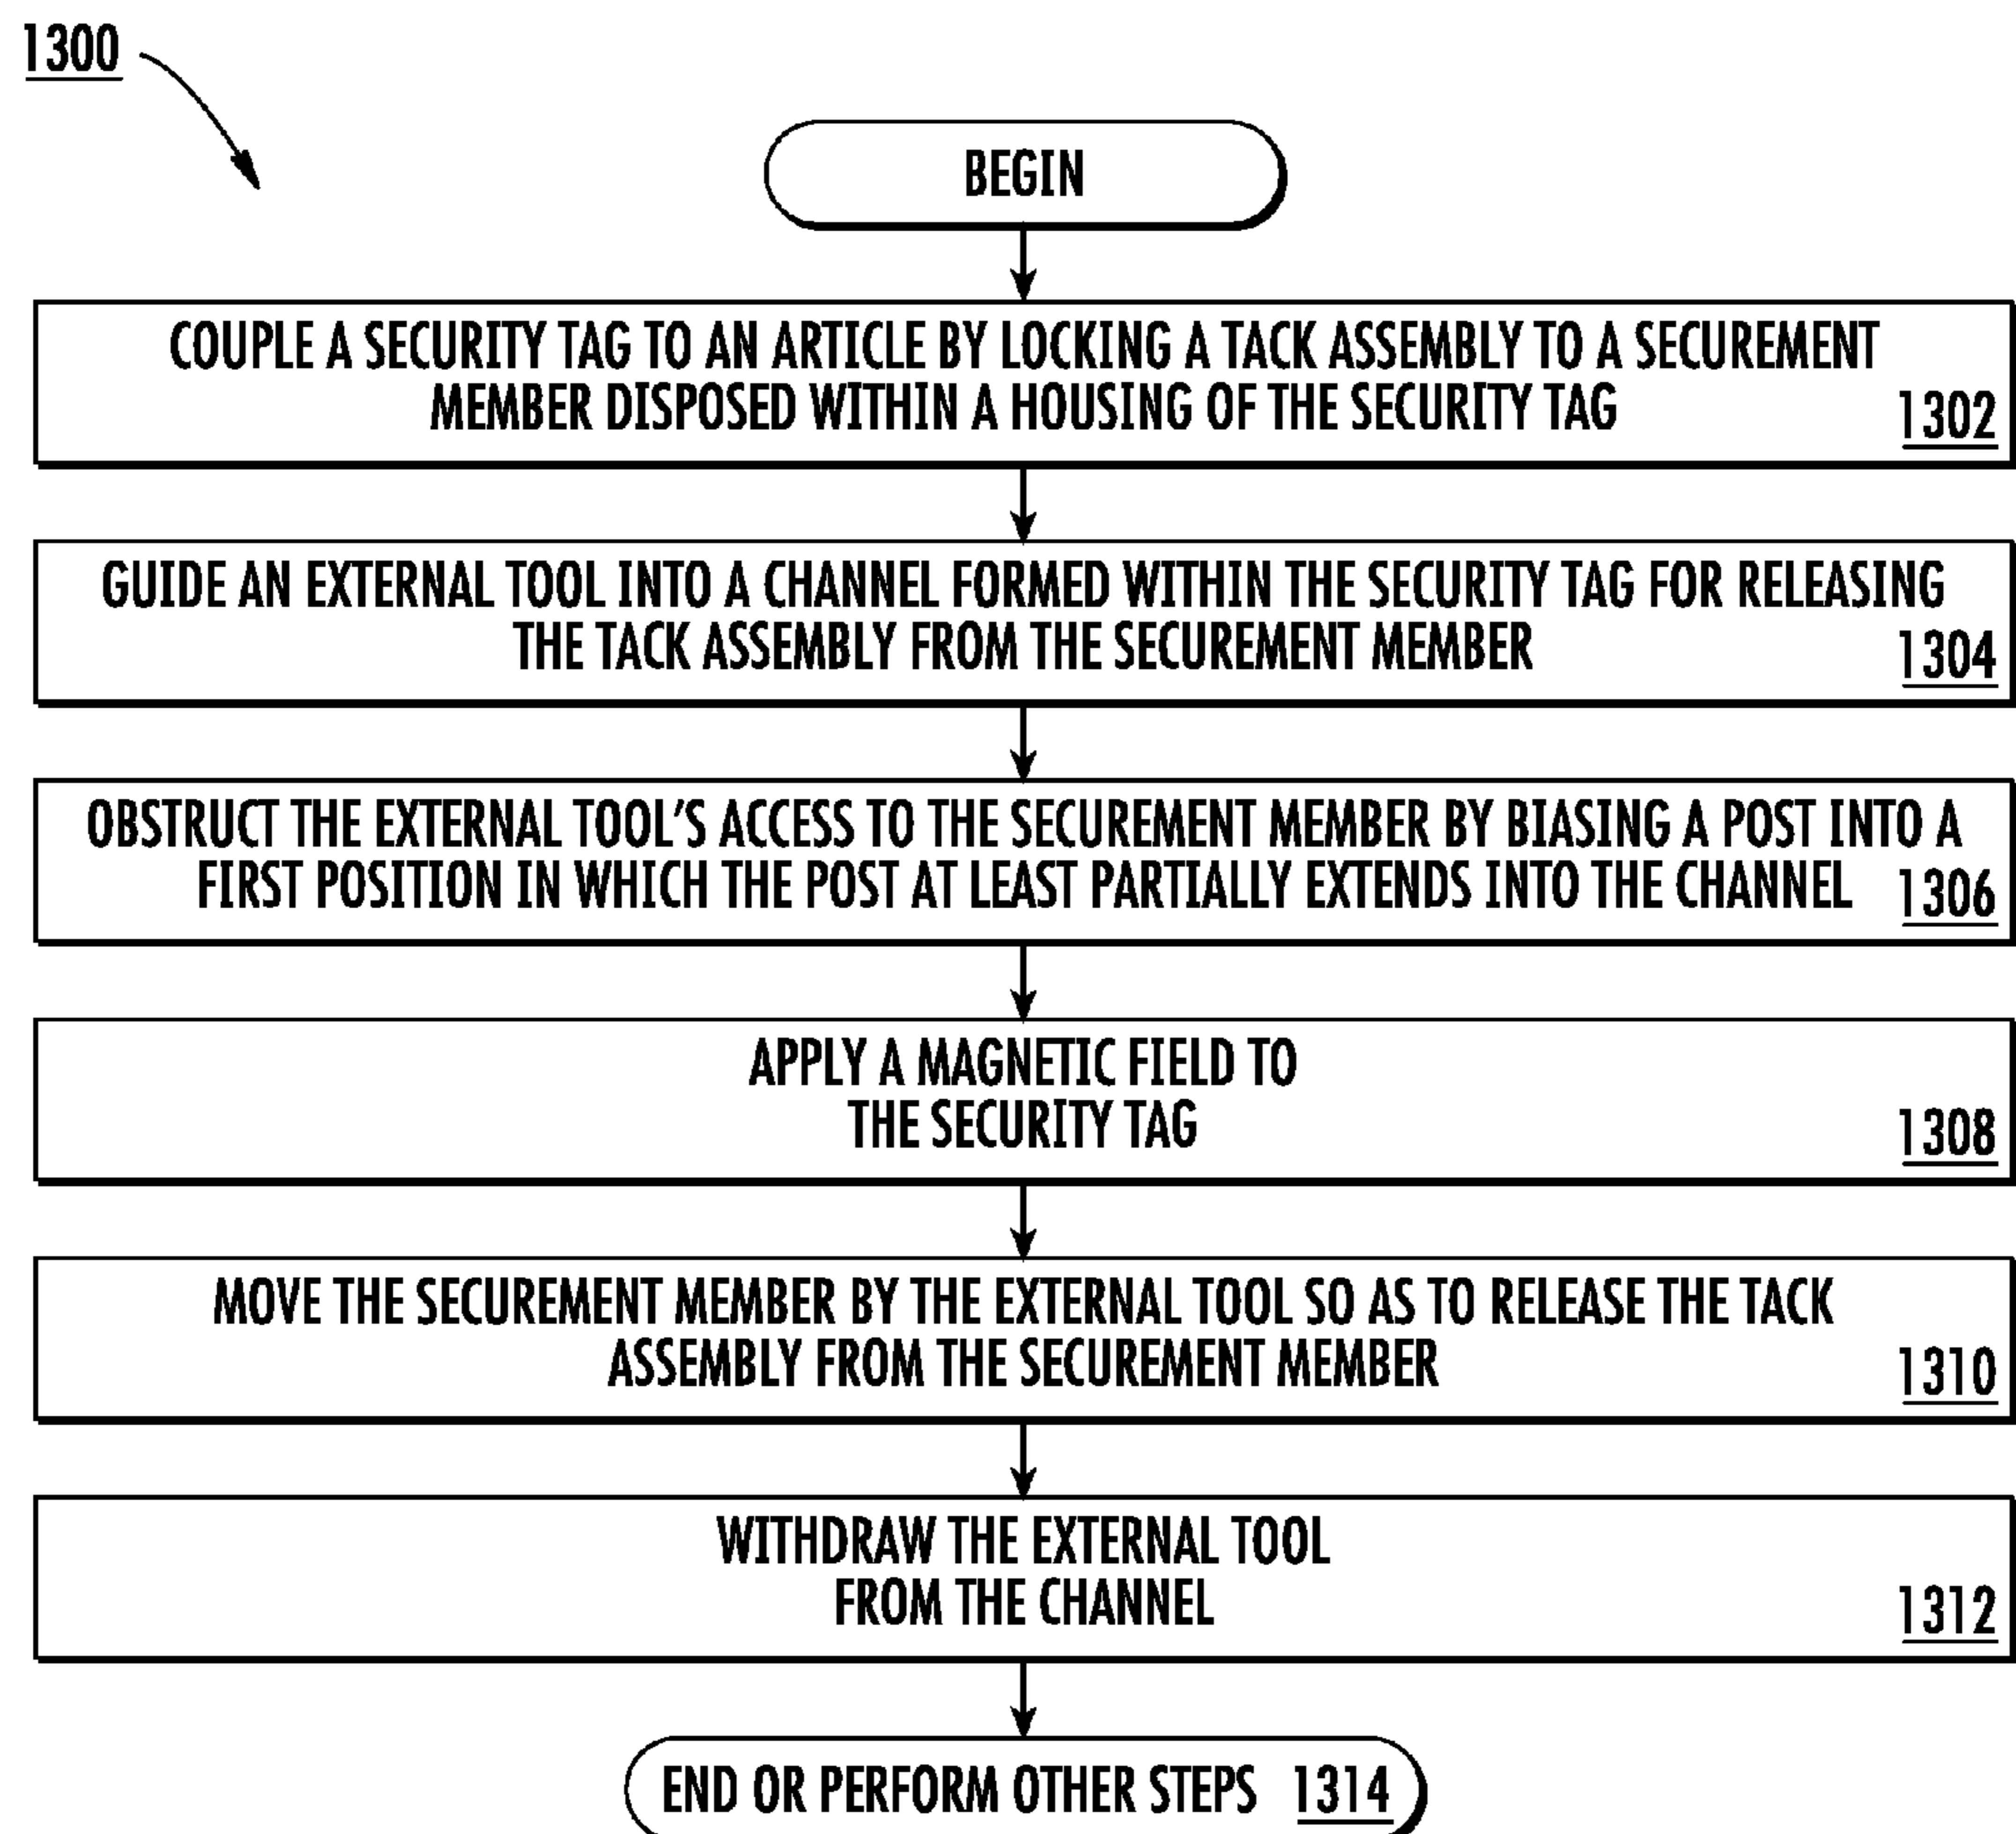 1300
BEGIN
COUPLE A SECURITY TAG TO AN ARTICLE BY LOCKING A TACK ASSEMBLY TO A SECUREMENT
MEMBER DISPOSED WITHIN A HOUSING OF THE SECURITY TAG
1302
GUIDE AN EXTERNAL TOOL INTO A CHANNEL FORMED WITHIN THE SECURITY TAG FOR RELEASING
THE TACK ASSEMBLY FROM THE SECUREMENT MEMBER
1304
OBSTRUCT THE EXTERNAL TOOL'S ACCESS TO THE SECUREMENT MEMBER BY BIASING A POST INTO A
FIRST POSITION IN WHICH THE POST AT LEAST PARTIALLY EXTENDS INTO THE CHANNEL
1306
APPLY A MAGNETIC FIELD TO
THE SECURITY TAG
1308
MOVE THE SECUREMENT MEMBER BY THE EXTERNAL TOOL SO AS TO RELEASE THE TACK
ASSEMBLY FROM THE SECUREMENT MEMBER
1310
WITHDRAW THE EXTERNAL TOOL
FROM THE CHANNEL
1312
END OR PERFORM OTHER STEPS 1314